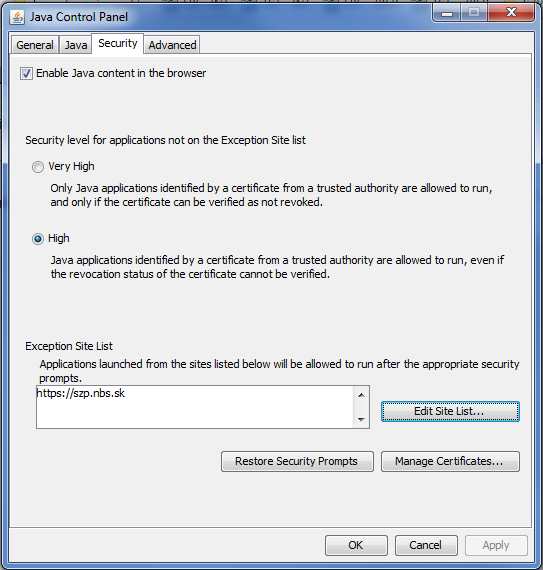 Java Control Panel
General Java Security Advanced
Enable Java content in the browser
Security level for applications not on the Exception Site list
Very High
Only Java applications identified by a certificate from a trusted authority are allowed to run,
and only if the certificate can be verified as not revoked.
High
Java applications identified by a certificate from a trusted authority are allowed to run, even if
the revocation status of the certificate cannot be verified.
Exception Site List
Applications launched from the sites listed below will be allowed to run after the appropriate security
prompts.
https://szp.nbs.sk
Edit Site List...
Restore Security Prompts Manage Certificates...
OK Cancel Apply